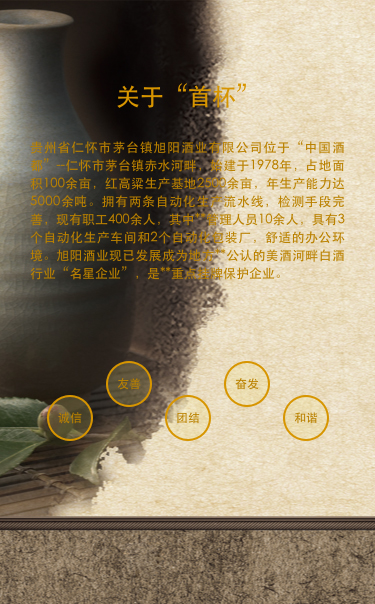 关于“首杯”
贵州省仁怀市茅台镇旭阳酒业有限公司位于“中国酒
都”—仁怀市茅台镇赤水河畔，始建于1978年，占地面
积100余亩，红高粱生产基地2500余亩，年生产能力达
5000余吨。拥有两条自动化生产流水线，检测手段完
善，现有职工400余人，其中**管理人员10余人，具有3
个自动化生产车间和2个自动化包装厂，舒适的办公环
境。旭阳酒业现已发展成为地方**公认的美酒河畔白酒
行业“名星企业”，是**重点品牌保护企业。
友善
奋发
诚信
团结
和谐